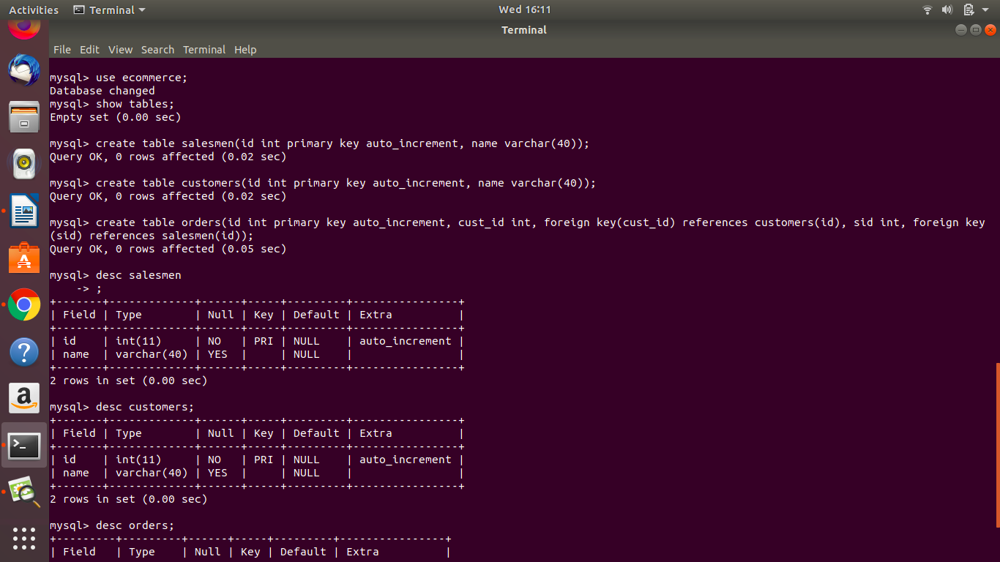 Activities Terminal Wed 16:11
Terminal
File Edit View Search Terminal Help
mysql> use ecommerce;
Database changed
mysql> show tables;
Empty set (0.00 sec)
mysql> create table salesmen(id int primary key auto_increment, name varchar(40));
Query OK, 0 rows affected (0.02 sec)
mysql> create table customers(id int primary key auto_increment, name varchar(40));
Query OK, 0 rows affected (0.02 sec)
mysql> create table orders(id int primary key auto_increment, cust_id int, foreign key(cust_id) references customers(id), sid int, foreign key
(sid) references salesmen(id));
Query OK, 0 rows affected (0.05 sec)
mysql> desc salesmen
    -> ;
+-------+-------------+------+-----+---------+----------------+
| Field | Type        | Null | Key | Default | Extra          |
+-------+-------------+------+-----+---------+----------------+
| id    | int(11)     | NO   | PRI | NULL    | auto_increment |
| name  | varchar(40) | YES  |     | NULL    |                |
+-------+-------------+------+-----+---------+----------------+
2 rows in set (0.00 sec)
mysql> desc customers;
+-------+-------------+------+-----+---------+----------------+
| Field | Type        | Null | Key | Default | Extra          |
+-------+-------------+------+-----+---------+----------------+
| id    | int(11)     | NO   | PRI | NULL    | auto_increment |
| name  | varchar(40) | YES  |     | NULL    |                |
+-------+-------------+------+-----+---------+----------------+
2 rows in set (0.00 sec)
mysql> desc orders;
+---------+---------+------+-----+---------+----------------+
| Field   | Type    | Null | Key | Default | Extra          |